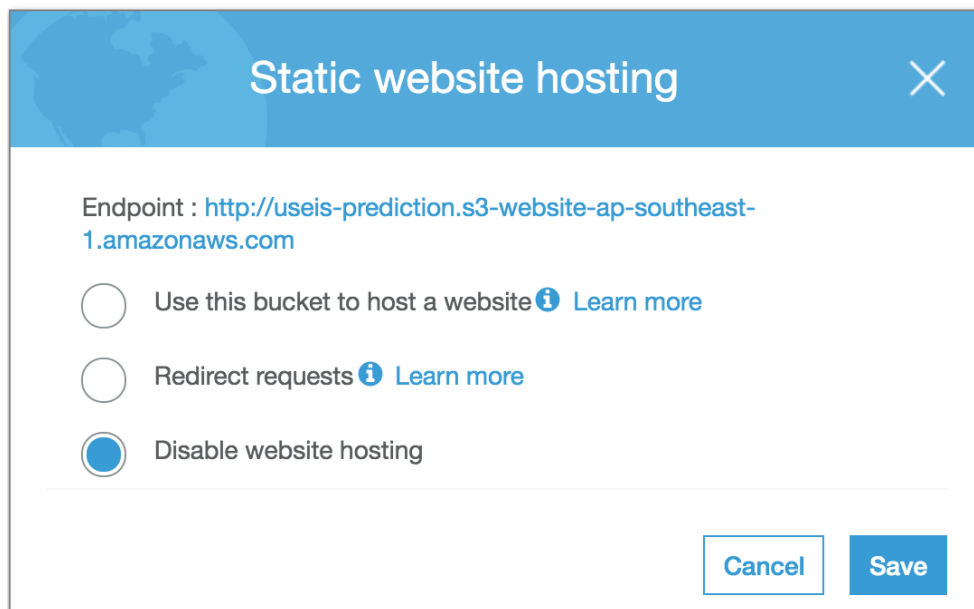 Static website hosting
Endpoint : http://useis-prediction.s3-website-ap-southeast-
1.amazonaws.com
Use this bucket to host a website Learn more
Redirect requests Learn more
Disable website hosting
Cancel Save